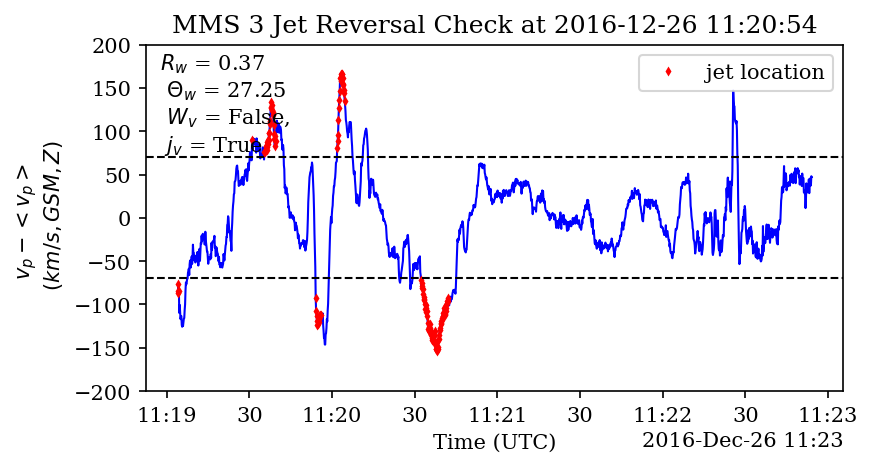 MMS 3 Jet Reversal Check at 2016-12-26 11:20:54
200
150
100
50
0
−50
−100
−150
−200
v_p − < v_p >
(km/s, GSM, Z)
R_w = 0.37
Θ_w = 27.25
W_v = False,
j_v = True
jet location
11:19 30 11:20 30 11:21 30 11:22 30 11:23
Time (UTC)
2016-Dec-26 11:23